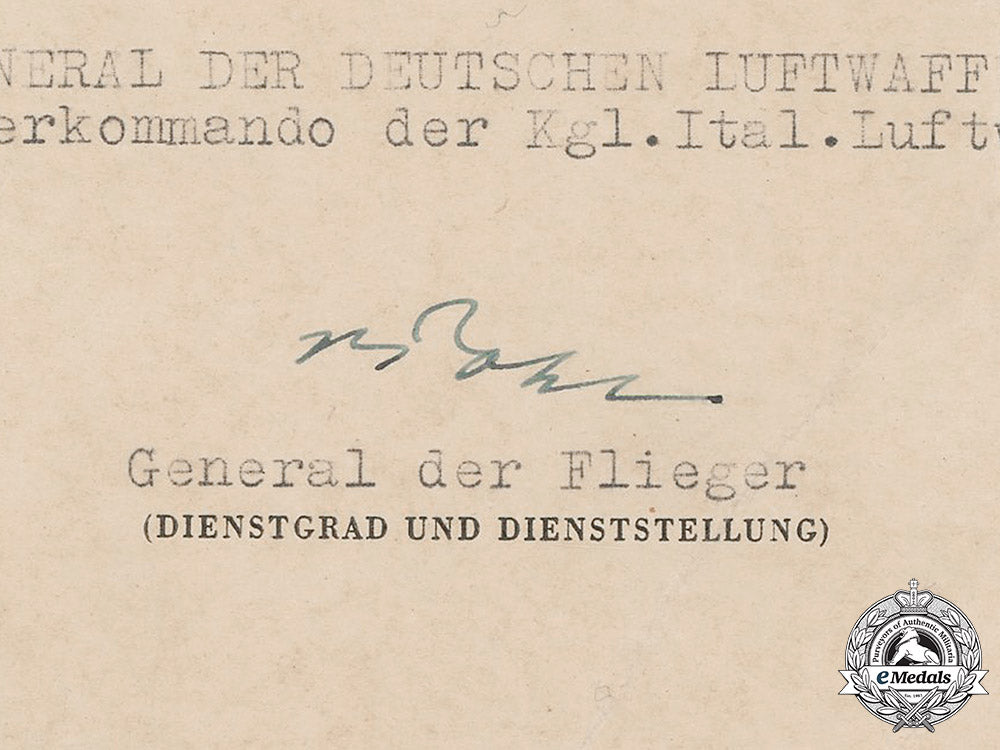 NERAL DER DEUTSCHEN LUFTWAFF
erkommando der Kgl.Ital.Luft
General der Flieger
(DIENSTGRAD UND DIENSTSTELLUNG)
Purveyors of Authentic Militaria
eMedals